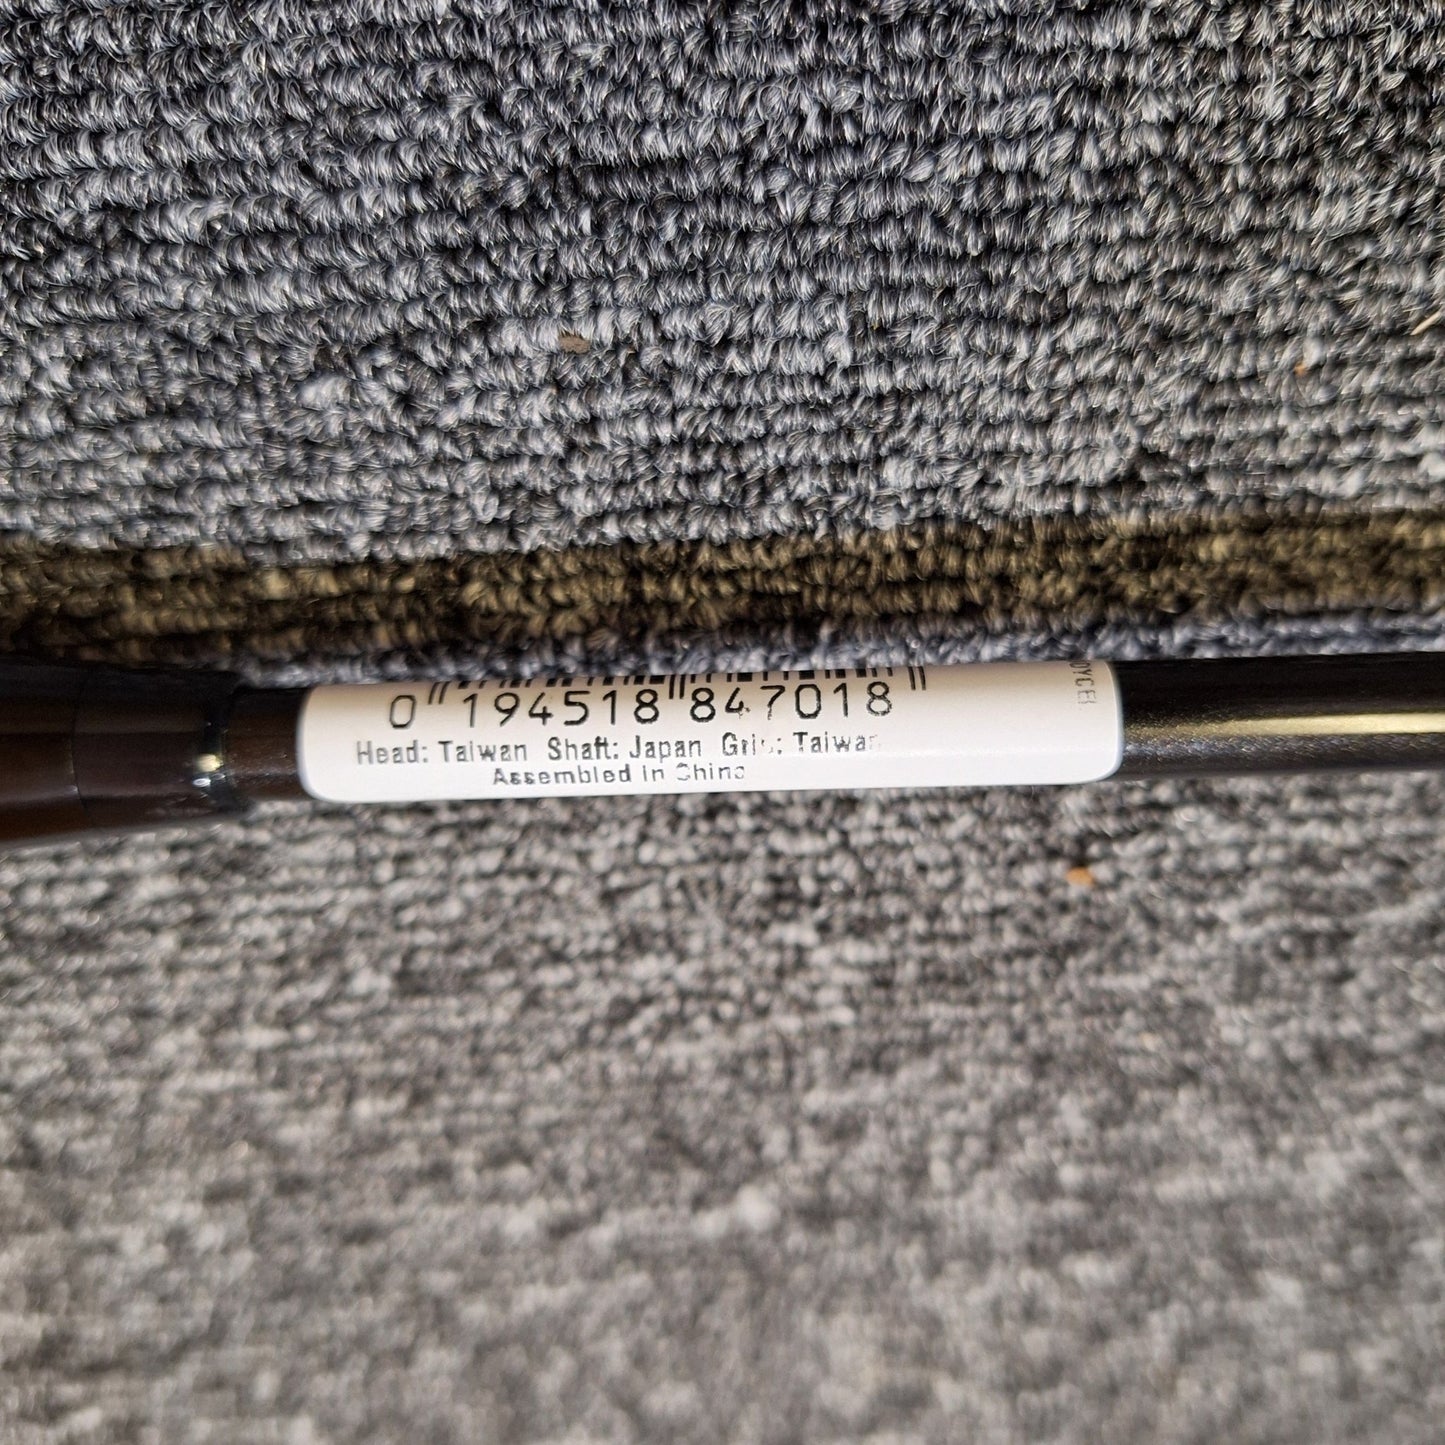 0 194518 847018
Head: Taiwan Shaft: Japan Grip: Taiwan
Assembled in China